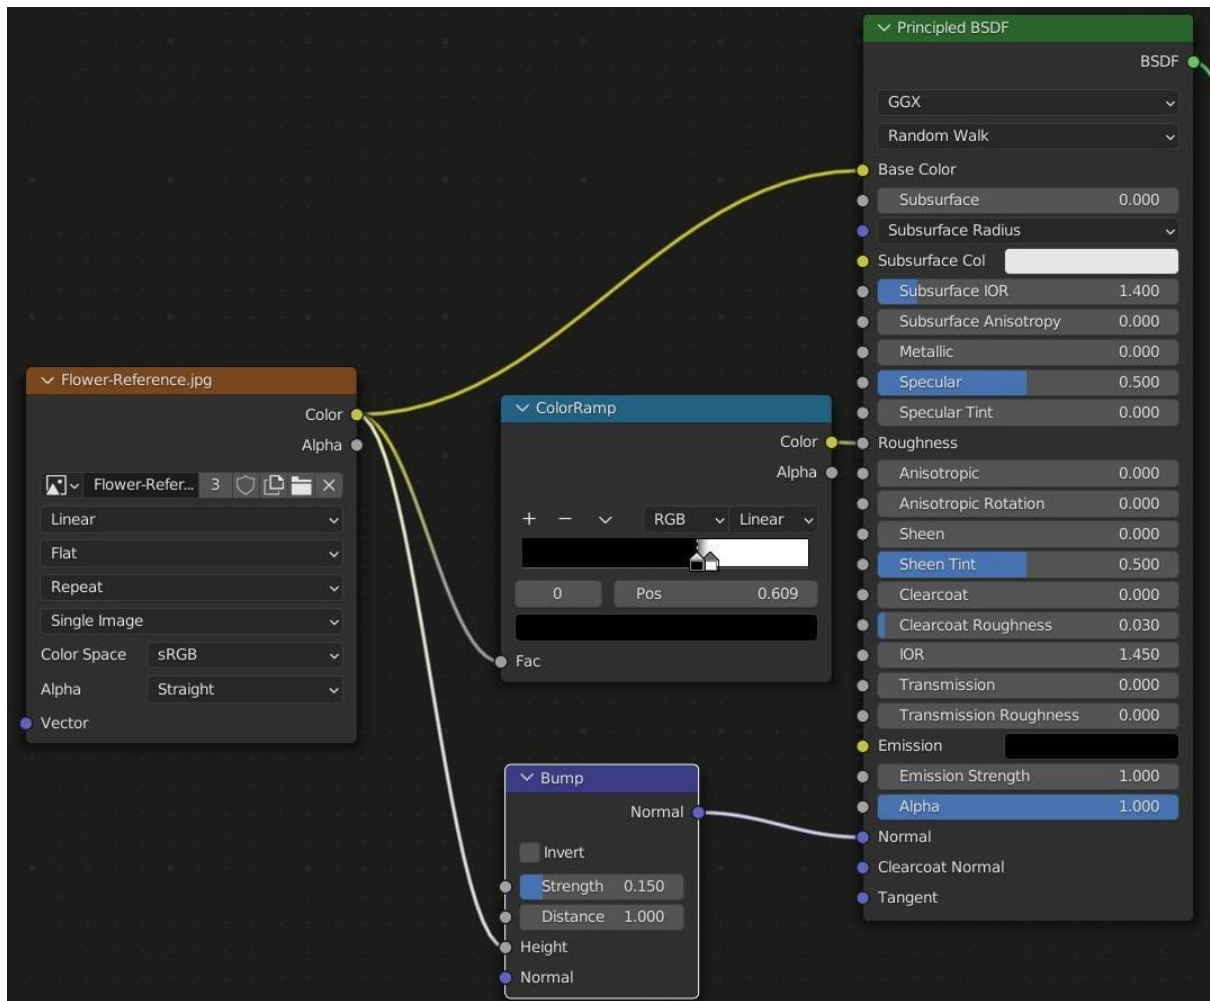 Flower-Reference.jpg
Color
Alpha
Flower-Refer... 3
Linear
Flat
Repeat
Single Image
Color Space sRGB
Alpha Straight
Vector
ColorRamp
Color
Alpha
RGB Linear
0 Pos 0.609
Fac
Bump
Normal
Invert
Strength 0.150
Distance 1.000
Height
Normal
Principled BSDF
BSDF
GGX
Random Walk
Base Color
Subsurface 0.000
Subsurface Radius
Subsurface Col
Subsurface IOR 1.400
Subsurface Anisotropy 0.000
Metallic 0.000
Specular 0.500
Specular Tint 0.000
Roughness
Anisotropic 0.000
Anisotropic Rotation 0.000
Sheen 0.000
Sheen Tint 0.500
Clearcoat 0.000
Clearcoat Roughness 0.030
IOR 1.450
Transmission 0.000
Transmission Roughness 0.000
Emission
Emission Strength 1.000
Alpha 1.000
Normal
Clearcoat Normal
Tangent